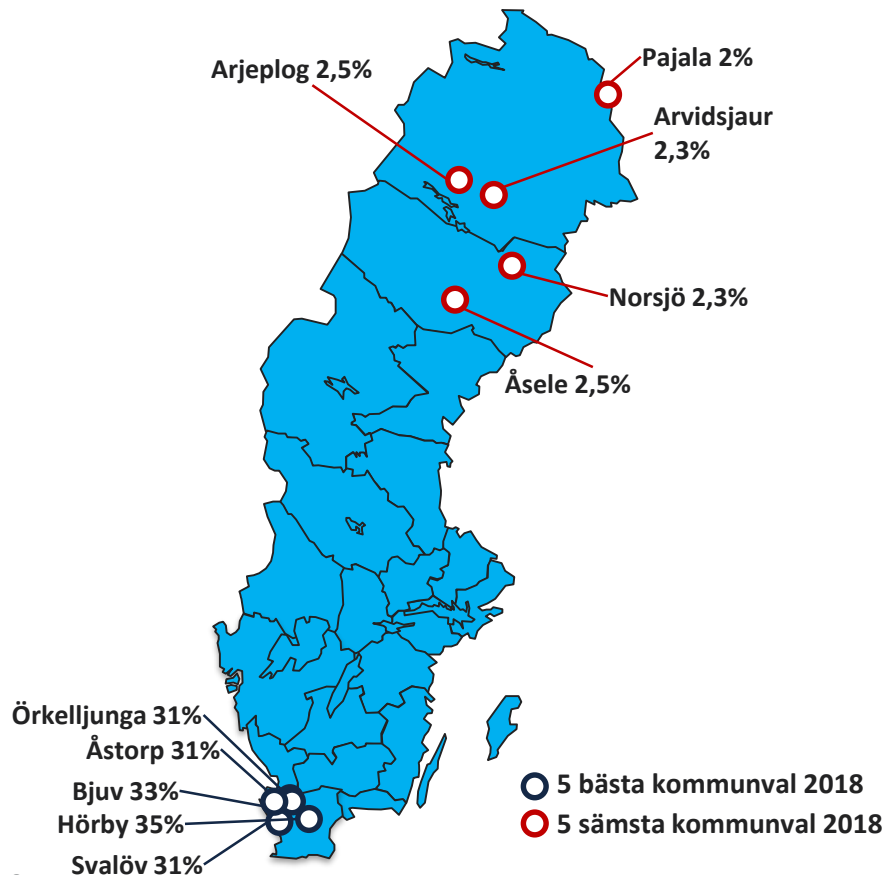 Arjeplog 2,5%
Pajala 2%
Arvidsjaur
2,3%
Norsjö 2,3%
Åsele 2,5%
Örkelljunga 31%
Åstorp 31%
Bjuv 33%
Hörby 35%
Svalöv 31%
5 bästa kommunval 2018
5 sämsta kommunval 2018